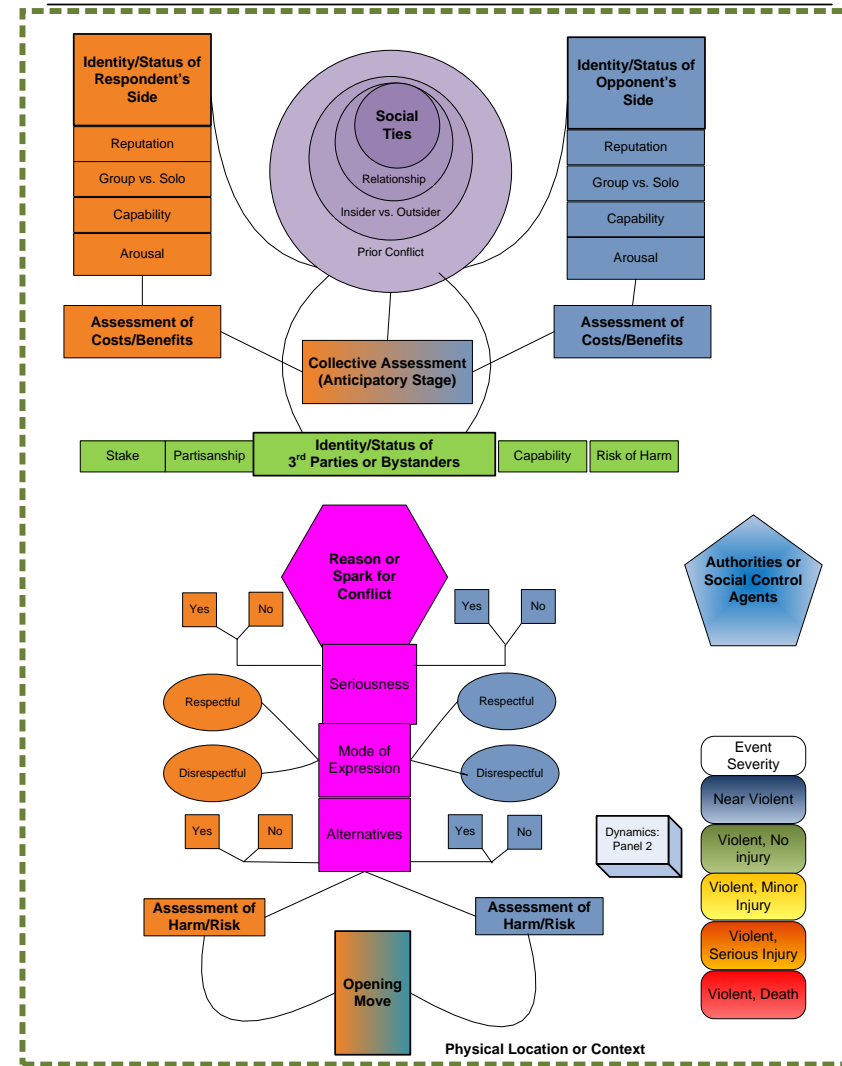 Identity/Status of
Respondent's
Side
Reputation
Group vs. Solo
Capability
Arousal
Assessment of
Costs/Benefits
Social
Ties
Relationship
Insider vs. Outsider
Prior Conflict
Identity/Status of
Opponent's
Side
Reputation
Group vs. Solo
Capability
Arousal
Assessment of
Costs/Benefits
Collective Assessment
(Anticipatory Stage)
Stake
Partisanship
Identity/Status of
3rd Parties or Bystanders
Capability
Risk of Harm
Reason or
Spark for
Conflict
Authorities or
Social Control
Agents
Yes
No
Yes
No
Seriousness
Respectful
Respectful
Mode of
Expression
Disrespectful
Disrespectful
Yes
No
Alternatives
Yes
No
Dynamics:
Panel 2
Event
Severity
Near Violent
Violent, No
injury
Violent, Minor
Injury
Violent,
Serious Injury
Violent, Death
Assessment of
Harm/Risk
Assessment of
Harm/Risk
Opening
Move
Physical Location or Context